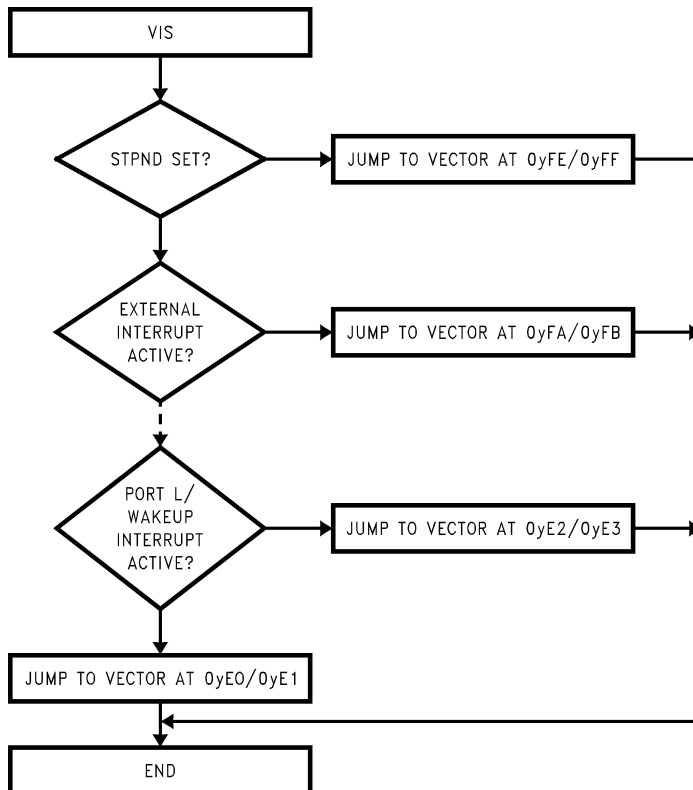 VIS
STPND SET?
JUMP TO VECTOR AT 0yFE/0yFF
EXTERNAL
INTERRUPT
ACTIVE?
JUMP TO VECTOR AT 0yFA/0yFB
PORT L/
WAKEUP
INTERRUPT
ACTIVE?
JUMP TO VECTOR AT 0yE2/0yE3
JUMP TO VECTOR AT 0yE0/0yE1
END